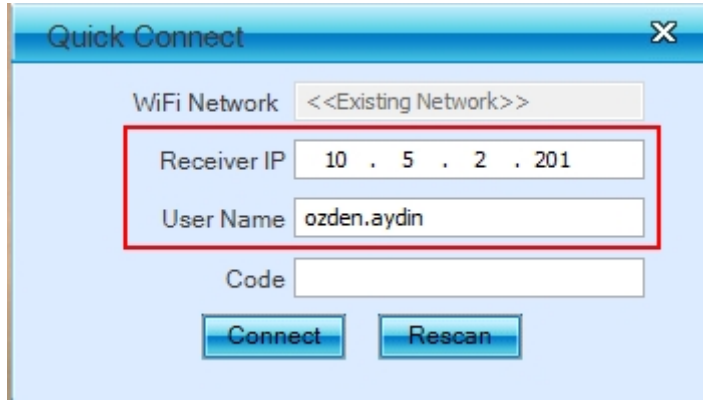 Quick Connect
WiFi Network <<Existing Network>>
Receiver IP 10 . 5 . 2 . 201
User Name ozden.aydin
Code
Connect Rescan